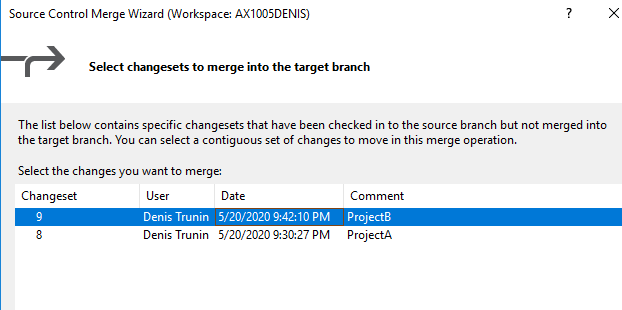 Source Control Merge Wizard (Workspace: AX1005DENIS) ?
Select changesets to merge into the target branch
The list below contains specific changesets that have been checked in to the source branch but not merged into
the target branch. You can select a contiguous set of changes to move in this merge operation.
Select the changes you want to merge:
Changeset User Date Comment
9 Denis Trunin 5/20/2020 9:42:10 PM ProjectB
8 Denis Trunin 5/20/2020 9:30:27 PM ProjectA